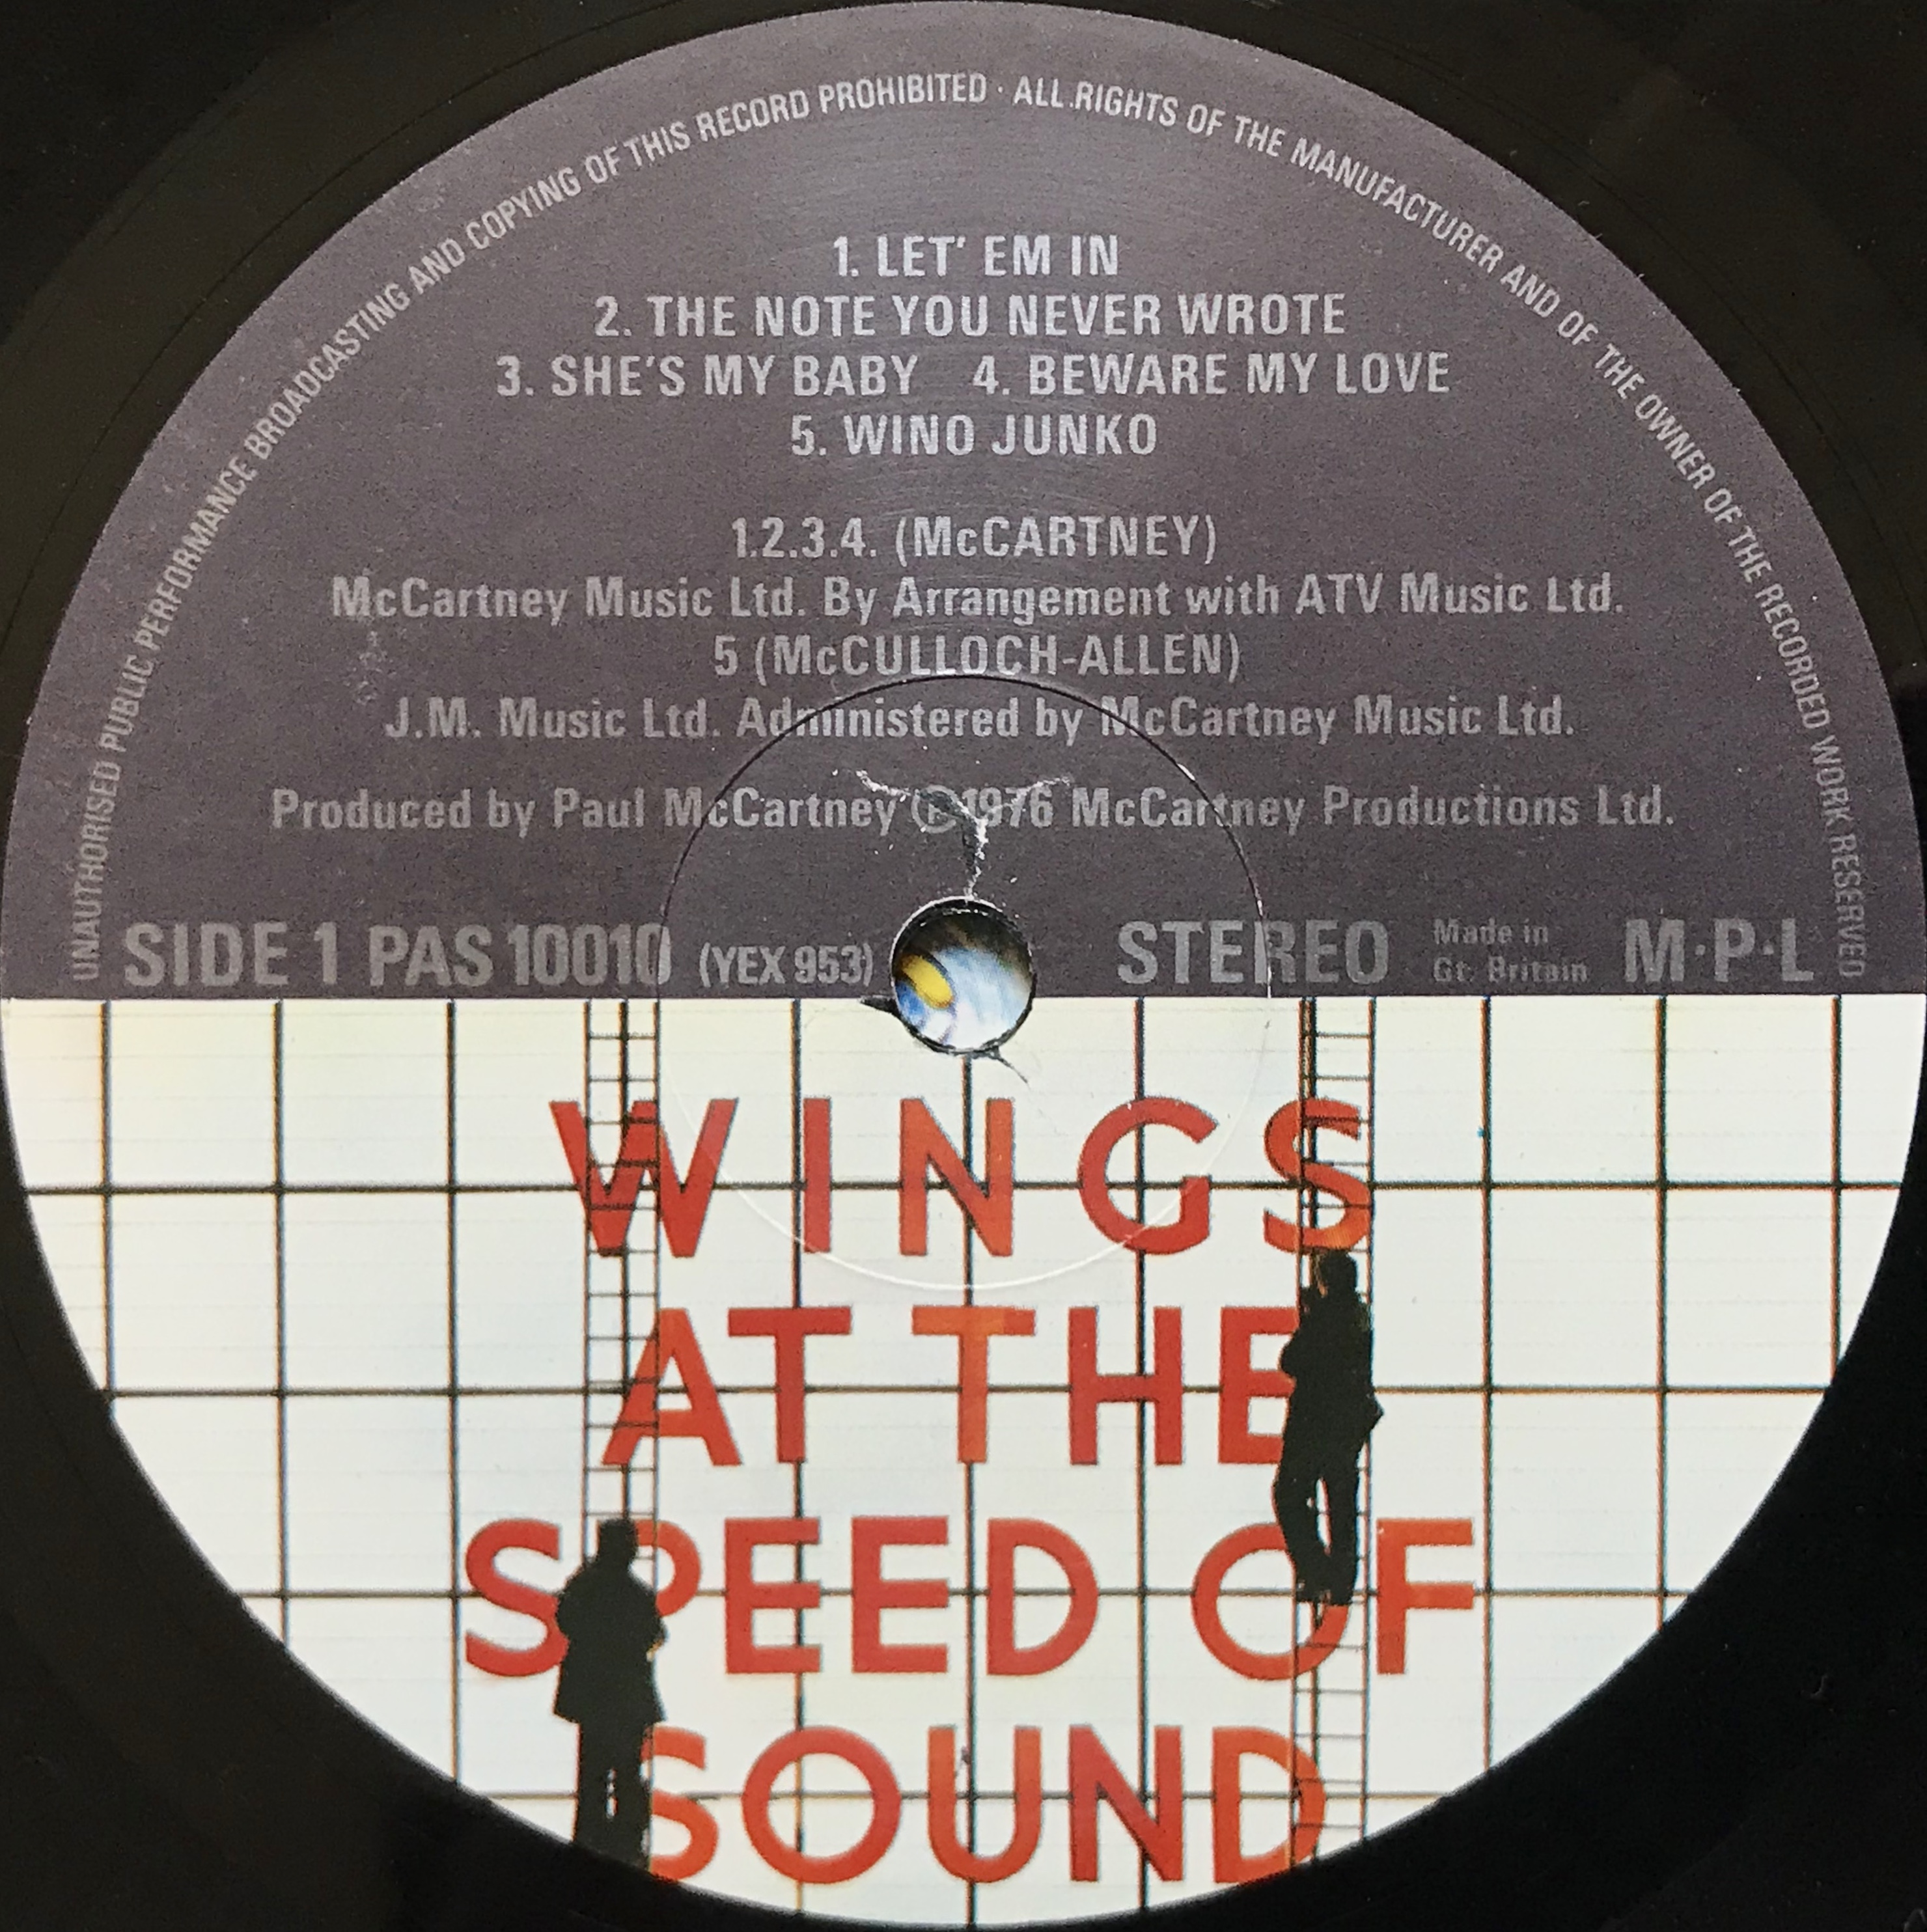 UNAUTHORISED PUBLIC PERFORMANCE BROADCASTING AND COPYING OF THIS RECORD PROHIBITED · ALL RIGHTS OF THE MANUFACTURER AND OF THE OWNER OF THE RECORDED WORK RESERVED
1. LET' EM IN
2. THE NOTE YOU NEVER WROTE
3. SHE'S MY BABY 4. BEWARE MY LOVE
5. WINO JUNKO
1.2.3.4. (McCARTNEY)
McCartney Music Ltd. By Arrangement with ATV Music Ltd.
5 (McCULLOCH-ALLEN)
J.M. Music Ltd. Administered by McCartney Music Ltd.
Produced by Paul McCartney ℗1976 McCartney Productions Ltd.
SIDE 1 PAS 10010 (YEX 953) STEREO Made in Gt. Britain M·P·L
WINGS
AT THE
SPEED OF
SOUND